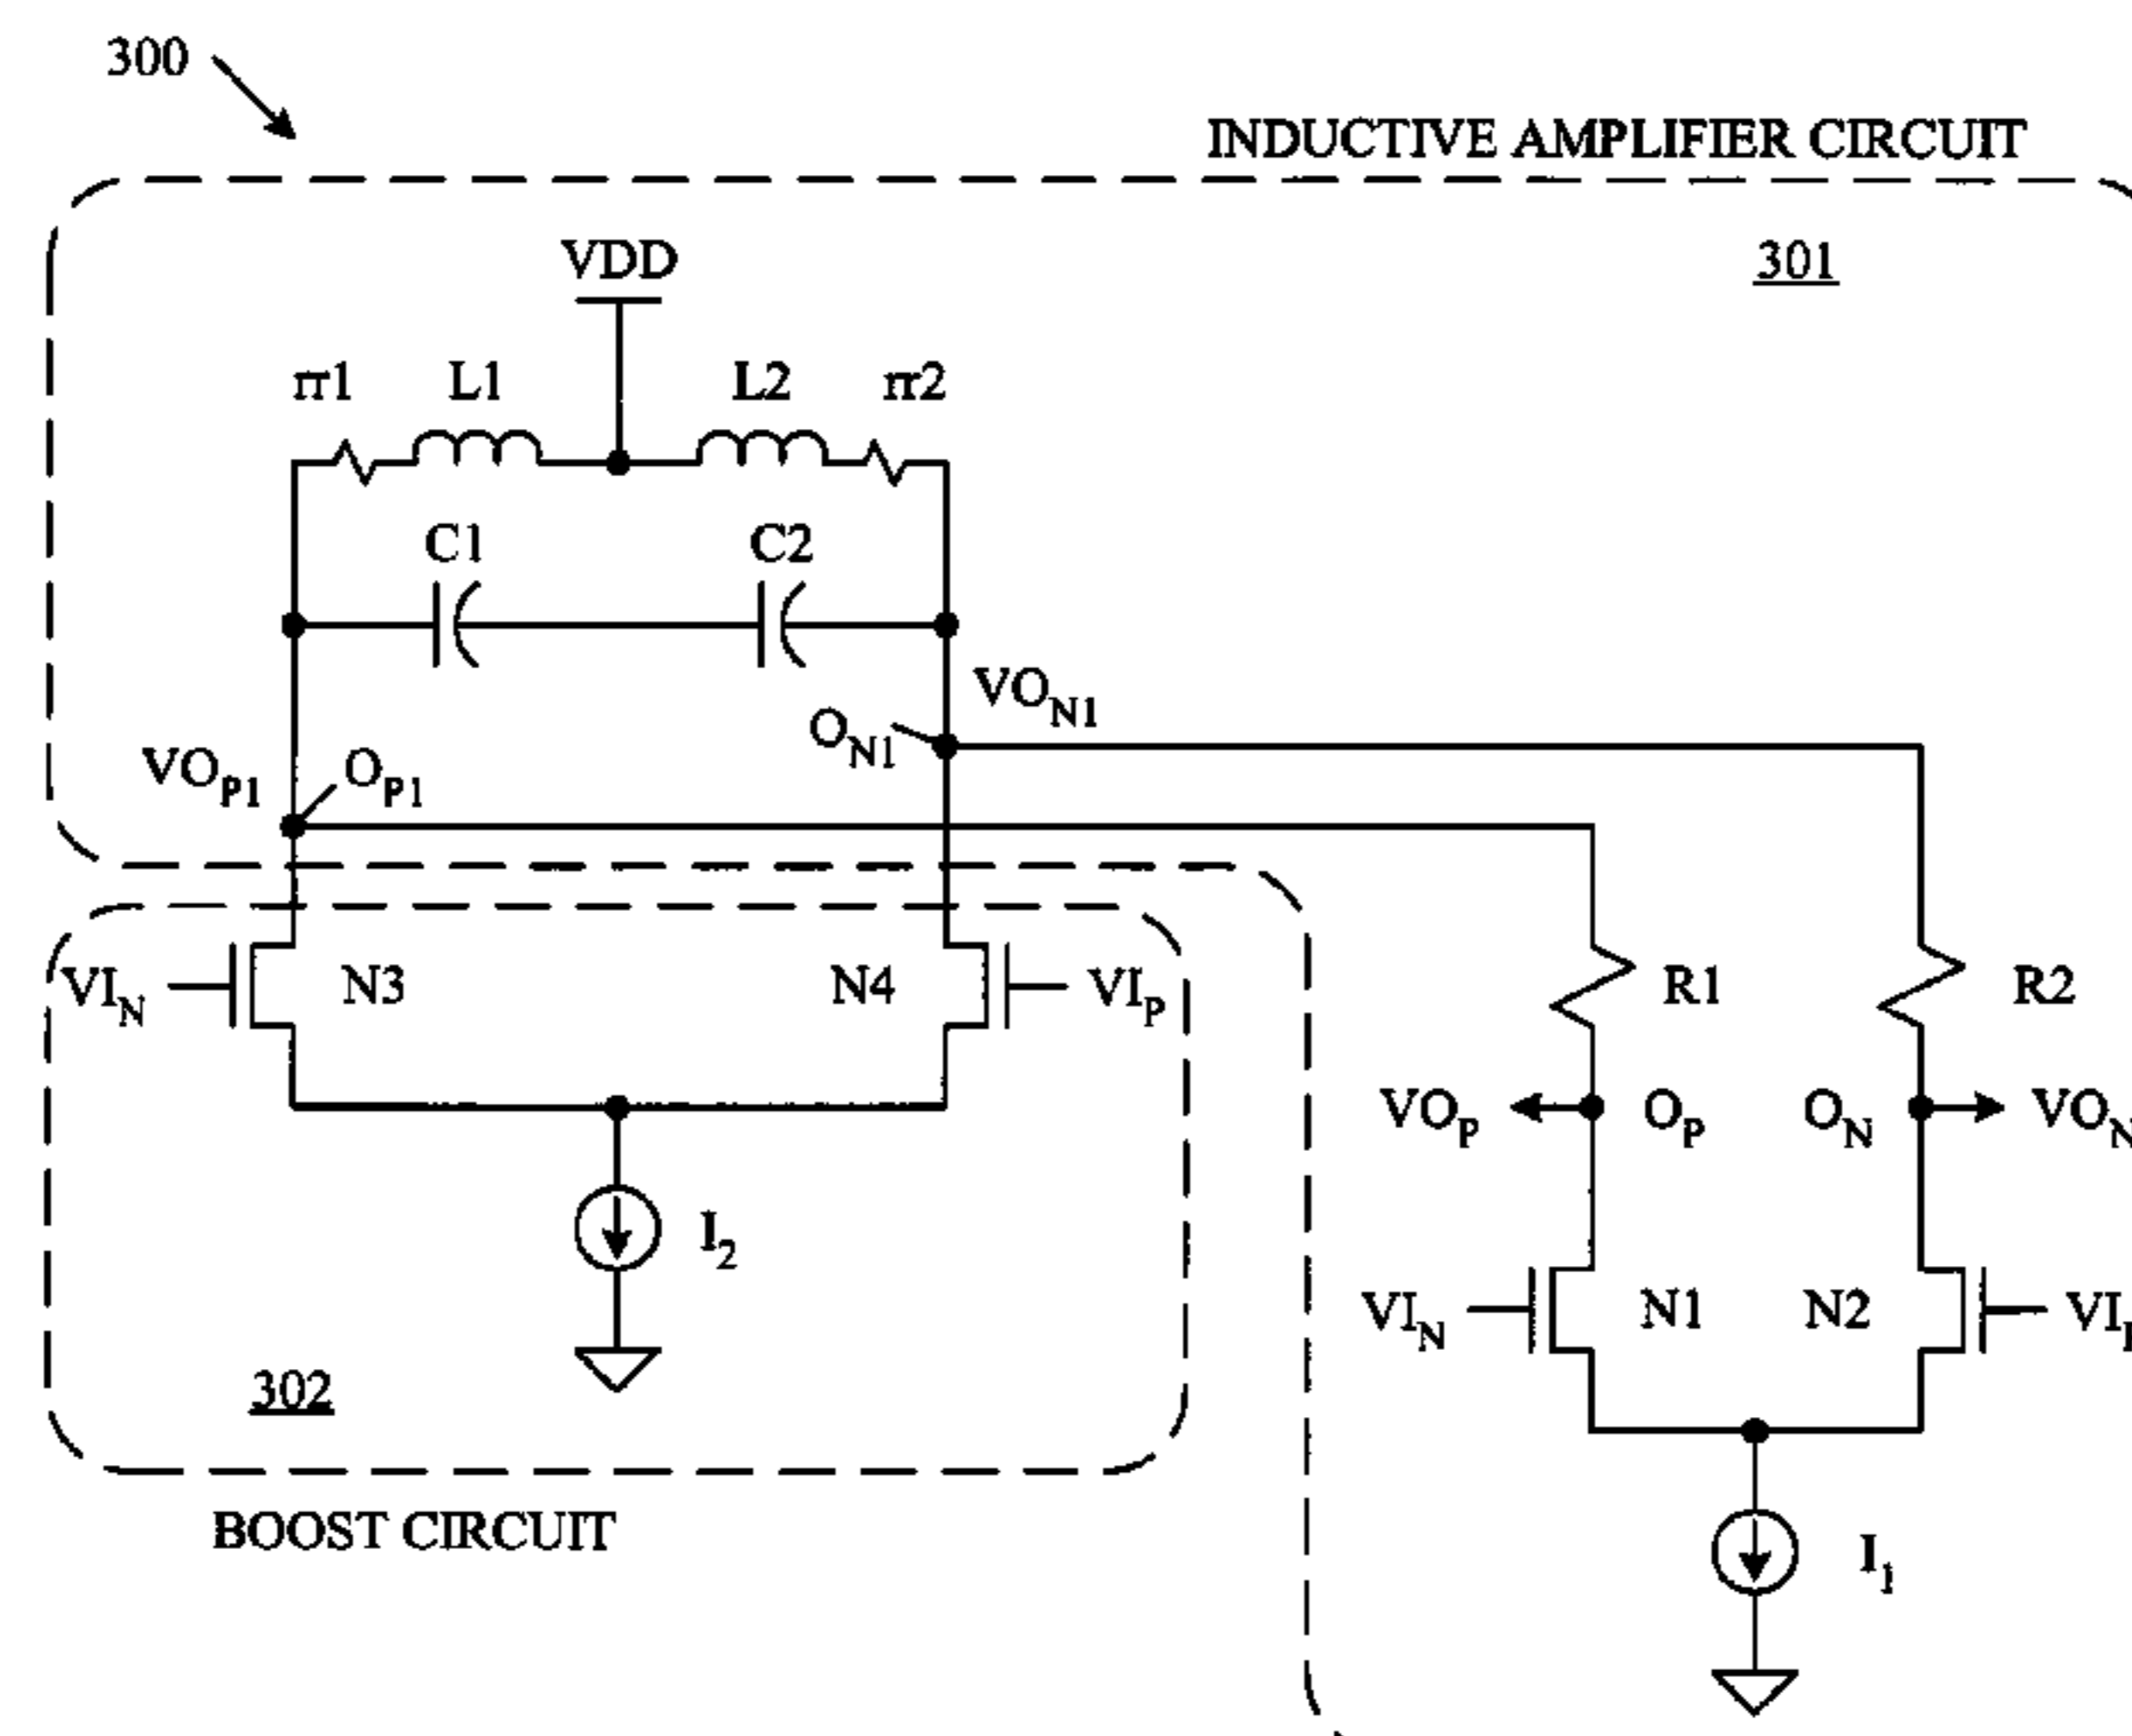 300
INDUCTIVE AMPLIFIER CIRCUIT
301
VDD
rr1 L1 L2 rr2
C1 C2
VON1
ON1
VOP1 OP1
VIN N3 N4 VIP
R1 R2
VOP OP ON VON
I2
VIN N1 N2
302
BOOST CIRCUIT
I1